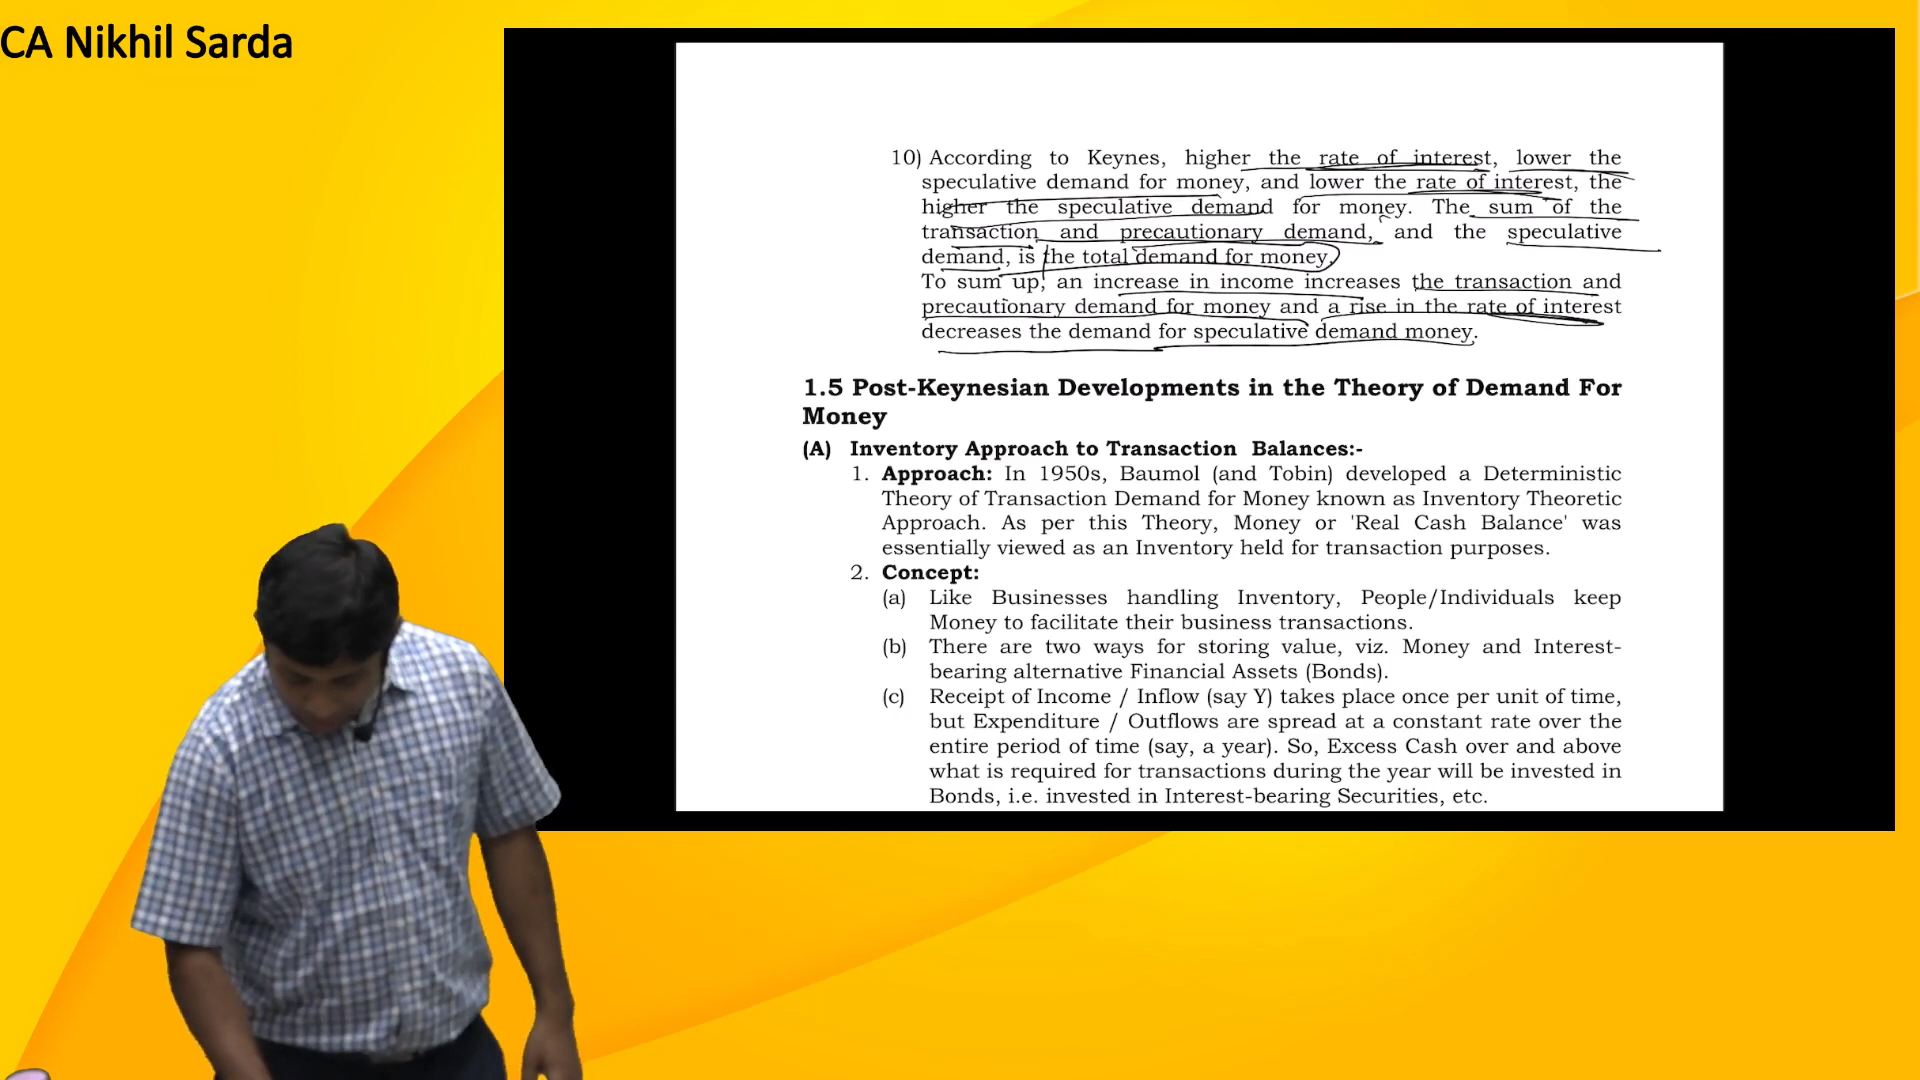 CA Nikhil Sarda
10) According to Keynes, higher the rate of interest, lower the
speculative demand for money, and lower the rate of interest, the
higher the speculative demand for money. The sum of the
transaction and precautionary demand, and the speculative
demand, is the total demand for money.
To sum up, an increase in income increases the transaction and
precautionary demand for money and a rise in the rate of interest
decreases the demand for speculative demand money.
1.5 Post-Keynesian Developments in the Theory of Demand For
Money
(A) Inventory Approach to Transaction Balances:-
1. Approach: In 1950s, Baumol (and Tobin) developed a Deterministic
Theory of Transaction Demand for Money known as Inventory Theoretic
Approach. As per this Theory, Money or 'Real Cash Balance' was
essentially viewed as an Inventory held for transaction purposes.
2. Concept:
(a) Like Businesses handling Inventory, People/Individuals keep
Money to facilitate their business transactions.
(b) There are two ways for storing value, viz. Money and Interest-
bearing alternative Financial Assets (Bonds).
(c) Receipt of Income / Inflow (say Y) takes place once per unit of time,
but Expenditure / Outflows are spread at a constant rate over the
entire period of time (say, a year). So, Excess Cash over and above
what is required for transactions during the year will be invested in
Bonds, i.e. invested in Interest-bearing Securities, etc.